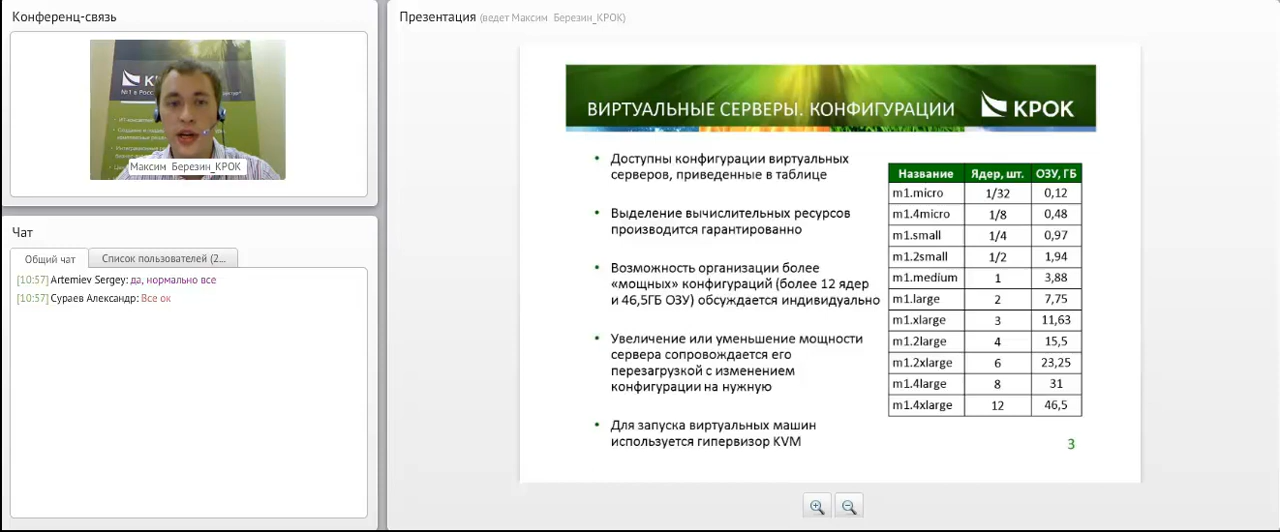 Конференц-связь
К
№1 в Росс
Максим Березин_КРОК
Чат
Общий чат
Список пользователей (2...
[10:57] Artemiev Sergey: да, нормально все
[10:57] Сураев Александр: Все ок
Презентация (ведет Максим Березин_КРОК)
ВИРТУАЛЬНЫЕ СЕРВЕРЫ. КОНФИГУРАЦИИ
КРОК
• Доступны конфигурации виртуальных
серверов, приведенные в таблице
• Выделение вычислительных ресурсов
производится гарантированно
• Возможность организации более
«мощных» конфигураций (более 12 ядер
и 46,5ГБ ОЗУ) обсуждается индивидуально
• Увеличение или уменьшение мощности
сервера сопровождается его
перезагрузкой с изменением
конфигурации на нужную
• Для запуска виртуальных машин
используется гипервизор KVM
Название Ядер, шт. ОЗУ, ГБ
m1.micro 1/32 0,12
m1.4micro 1/8 0,48
m1.small 1/4 0,97
m1.2small 1/2 1,94
m1.medium 1 3,88
m1.large 2 7,75
m1.xlarge 3 11,63
m1.2large 4 15,5
m1.2xlarge 6 23,25
m1.4large 8 31
m1.4xlarge 12 46,5
3